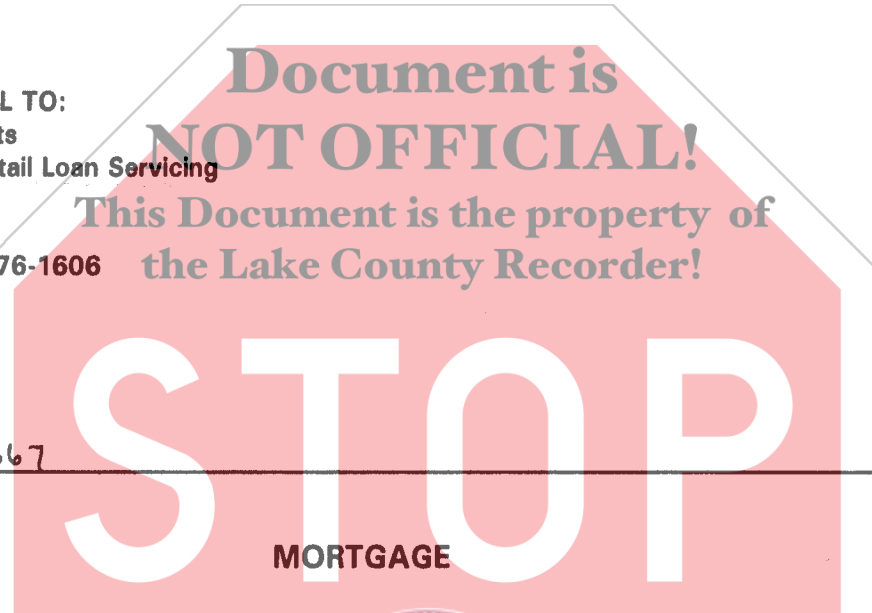 Document is
L TO:
ts
NOT OFFICIAL!
tail Loan Servicing
This Document is the property of
76-1606
the Lake County Recorder!
STOP
667
MORTGAGE